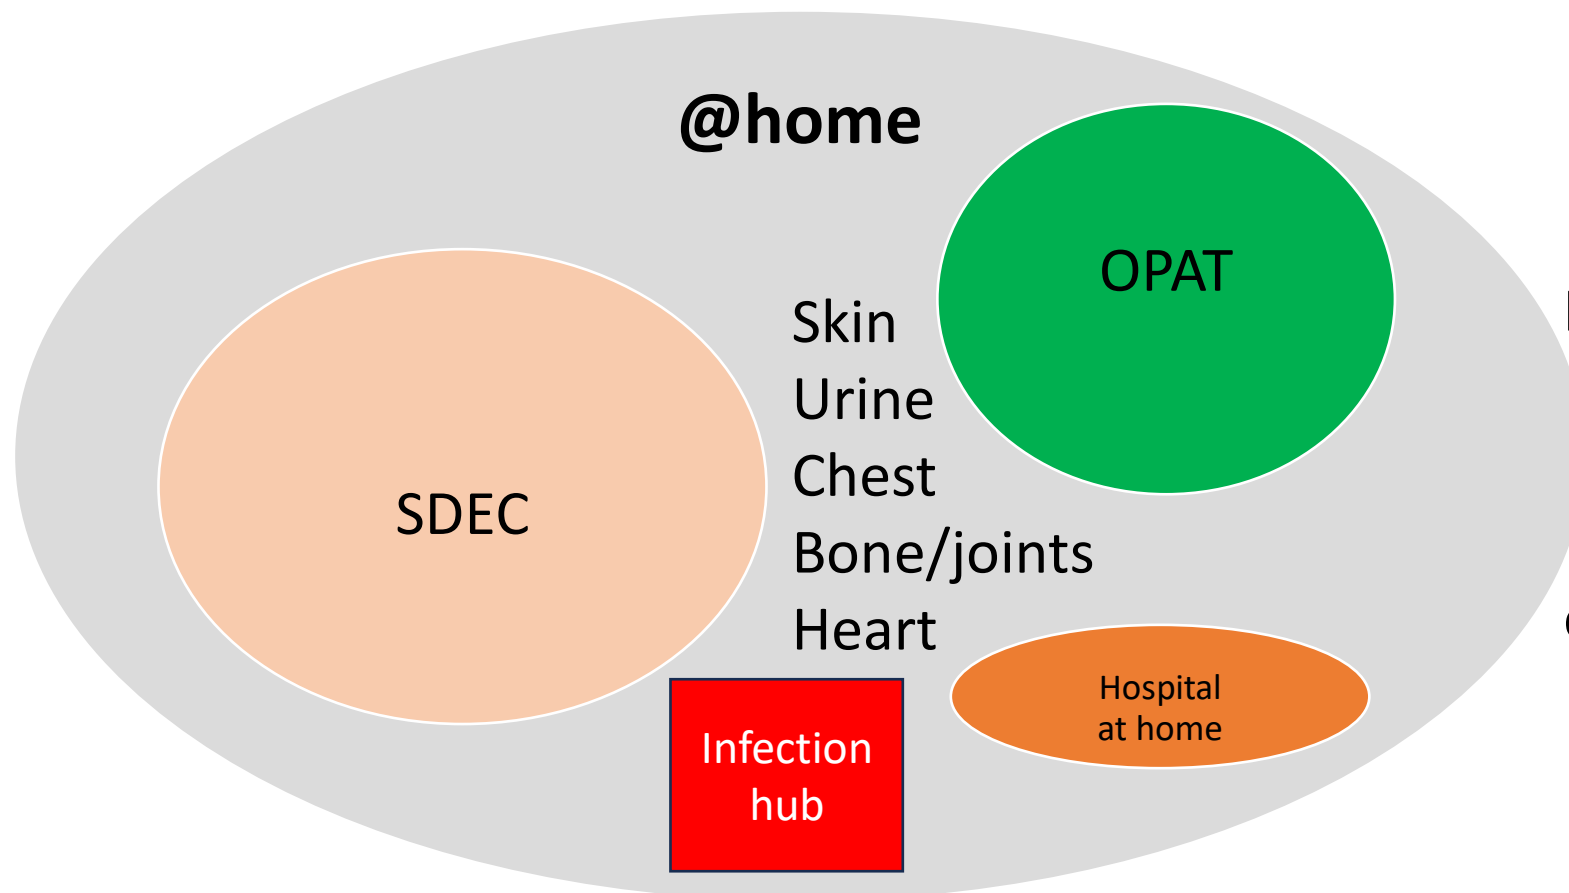 @home
OPAT
SDEC
Skin
Urine
Chest
Bone/joints
Heart
Hospital
at home
Infection
hub